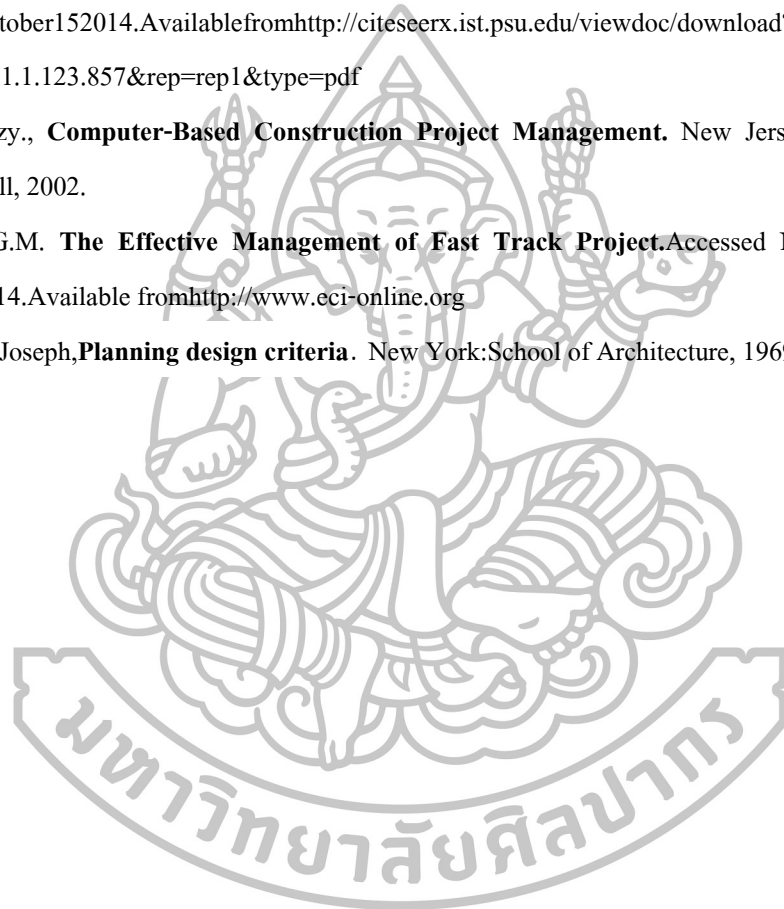 tober152014.Availablefromhttp://citeseerx.ist.psu.edu/viewdoc/download?
1.1.123.857&rep=rep1&type=pdf
zy., Computer-Based Construction Project Management. New Jers
ll, 2002.
G.M. The Effective Management of Fast Track Project.Accessed
14.Available fromhttp://www.eci-online.org
Joseph,Planning design criteria. New York:School of Architecture, 1969
มหาวิทยาลัยศิลปากร